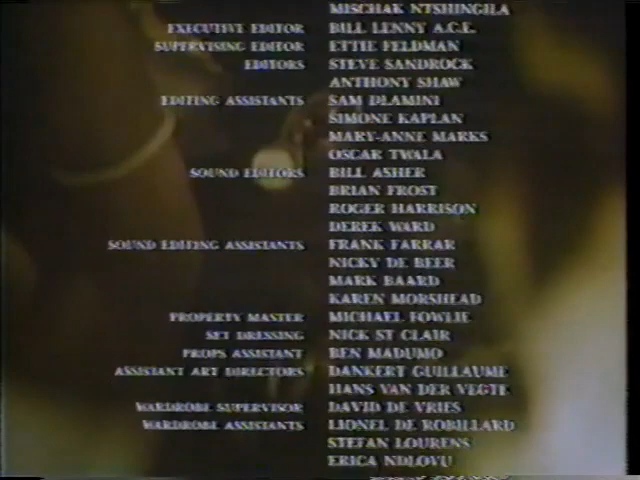 MISCHAK NTSHINGILA
EXECUTIVE EDITOR BILL LENNY A.C.E.
SUPERVISING EDITOR ETTIE FELDMAN
EDITORS STEVE SANDROCK
ANTHONY SHAW
EDITING ASSISTANTS SAM DLAMINI
SIMONE KAPLAN
MARY-ANNE MARKS
OSCAR TWALA
SOUND EDITORS BILL ASHER
BRIAN FROST
ROGER HARRISON
DEREK WARD
SOUND EDITING ASSISTANTS FRANK FARRAR
NICKY DE BEER
MARK BAARD
KAREN MORSHEAD
PROPERTY MASTER MICHAEL FOWLIE
SET DRESSING NICK ST CLAIR
PROPS ASSISTANT BEN MADUMO
ASSISTANT ART DIRECTORS DANKERT GUILLAUME
HANS VAN DER VEGTE
WARDROBE SUPERVISOR DAVID DE VRIES
WARDROBE ASSISTANTS LIONEL DE ROBILLARD
STEFAN LOURENS
ERICA NDLOVU